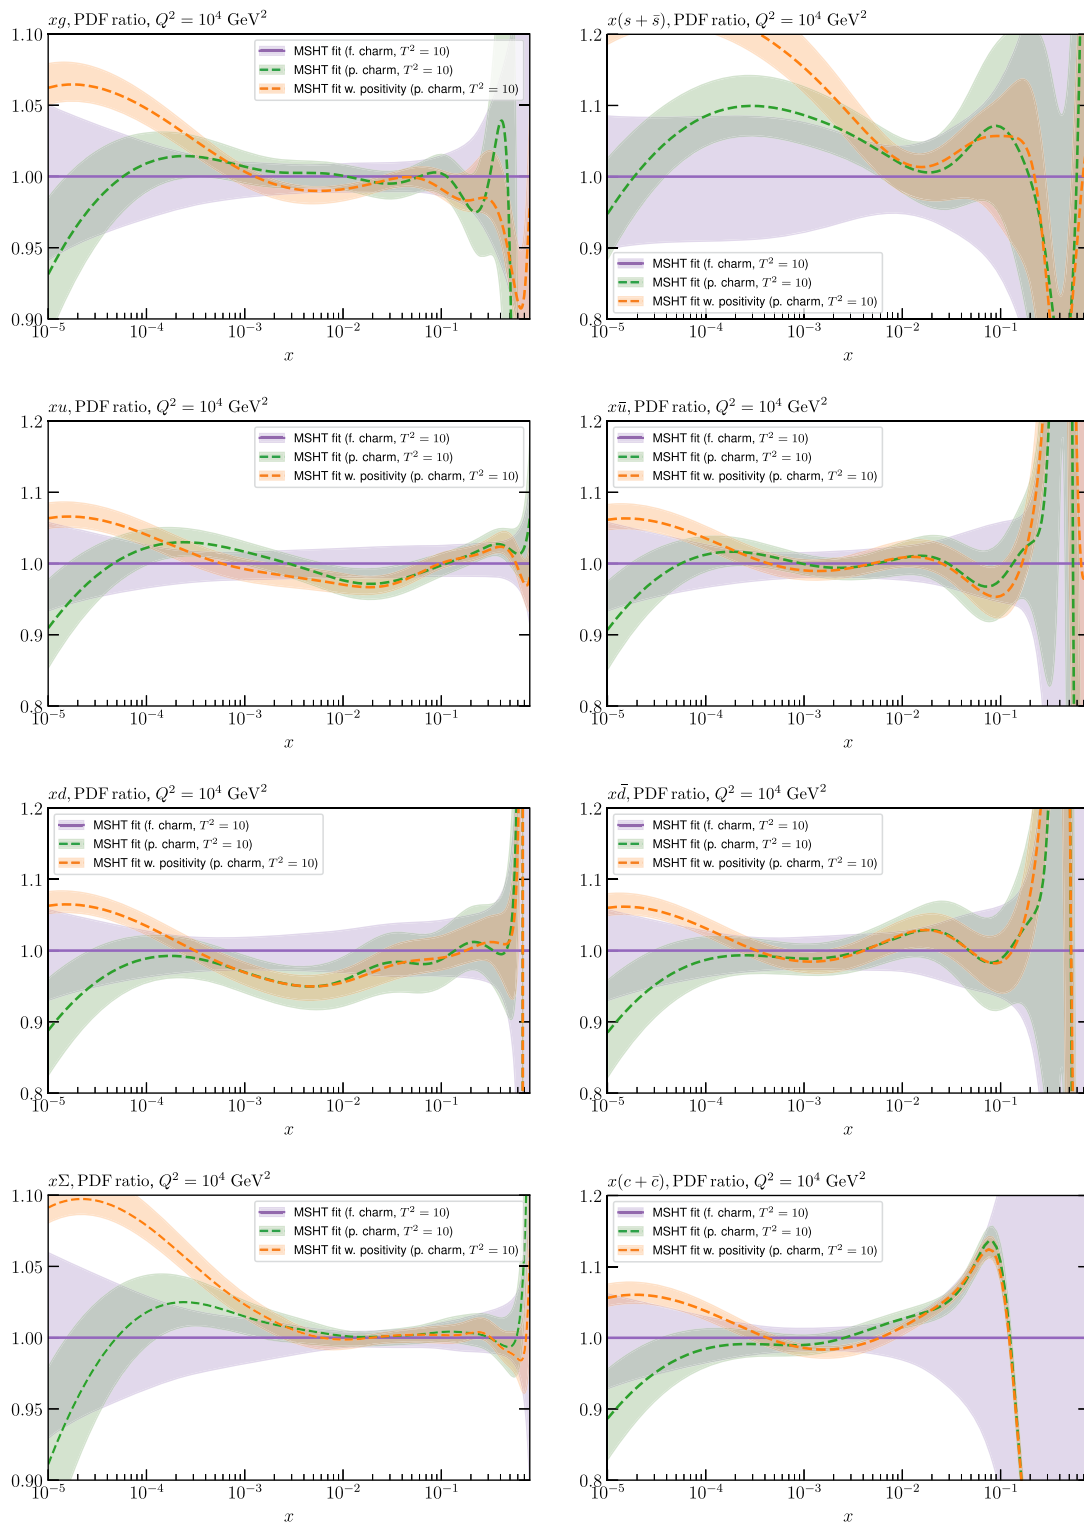 xg, PDF ratio, Q² = 10⁴ GeV²
1.10
1.05
1.00
0.95
0.90
10⁻⁵ 10⁻⁴ 10⁻³ 10⁻² 10⁻¹
x
MSHT fit (f. charm, T² = 10)
MSHT fit (p. charm, T² = 10)
MSHT fit w. positivity (p. charm, T² = 10)
x(s + s̄), PDF ratio, Q² = 10⁴ GeV²
1.2
1.1
1.0
0.9
0.8
10⁻⁵ 10⁻⁴ 10⁻³ 10⁻² 10⁻¹
x
MSHT fit (f. charm, T² = 10)
MSHT fit (p. charm, T² = 10)
MSHT fit w. positivity (p. charm, T² = 10)
xu, PDF ratio, Q² = 10⁴ GeV²
1.2
1.1
1.0
0.9
0.8
10⁻⁵ 10⁻⁴ 10⁻³ 10⁻² 10⁻¹
x
MSHT fit (f. charm, T² = 10)
MSHT fit (p. charm, T² = 10)
MSHT fit w. positivity (p. charm, T² = 10)
xū, PDF ratio, Q² = 10⁴ GeV²
1.2
1.1
1.0
0.9
0.8
10⁻⁵ 10⁻⁴ 10⁻³ 10⁻² 10⁻¹
x
MSHT fit (f. charm, T² = 10)
MSHT fit (p. charm, T² = 10)
MSHT fit w. positivity (p. charm, T² = 10)
xd, PDF ratio, Q² = 10⁴ GeV²
1.2
1.1
1.0
0.9
0.8
10⁻⁵ 10⁻⁴ 10⁻³ 10⁻² 10⁻¹
x
MSHT fit (f. charm, T² = 10)
MSHT fit (p. charm, T² = 10)
MSHT fit w. positivity (p. charm, T² = 10)
xd̄, PDF ratio, Q² = 10⁴ GeV²
1.2
1.1
1.0
0.9
0.8
10⁻⁵ 10⁻⁴ 10⁻³ 10⁻² 10⁻¹
x
MSHT fit (f. charm, T² = 10)
MSHT fit (p. charm, T² = 10)
MSHT fit w. positivity (p. charm, T² = 10)
xΣ, PDF ratio, Q² = 10⁴ GeV²
1.10
1.05
1.00
0.95
0.90
10⁻⁵ 10⁻⁴ 10⁻³ 10⁻² 10⁻¹
x
MSHT fit (f. charm, T² = 10)
MSHT fit (p. charm, T² = 10)
MSHT fit w. positivity (p. charm, T² = 10)
x(c + c̄), PDF ratio, Q² = 10⁴ GeV²
1.2
1.1
1.0
0.9
0.8
10⁻⁵ 10⁻⁴ 10⁻³ 10⁻² 10⁻¹
x
MSHT fit (f. charm, T² = 10)
MSHT fit (p. charm, T² = 10)
MSHT fit w. positivity (p. charm, T² = 10)